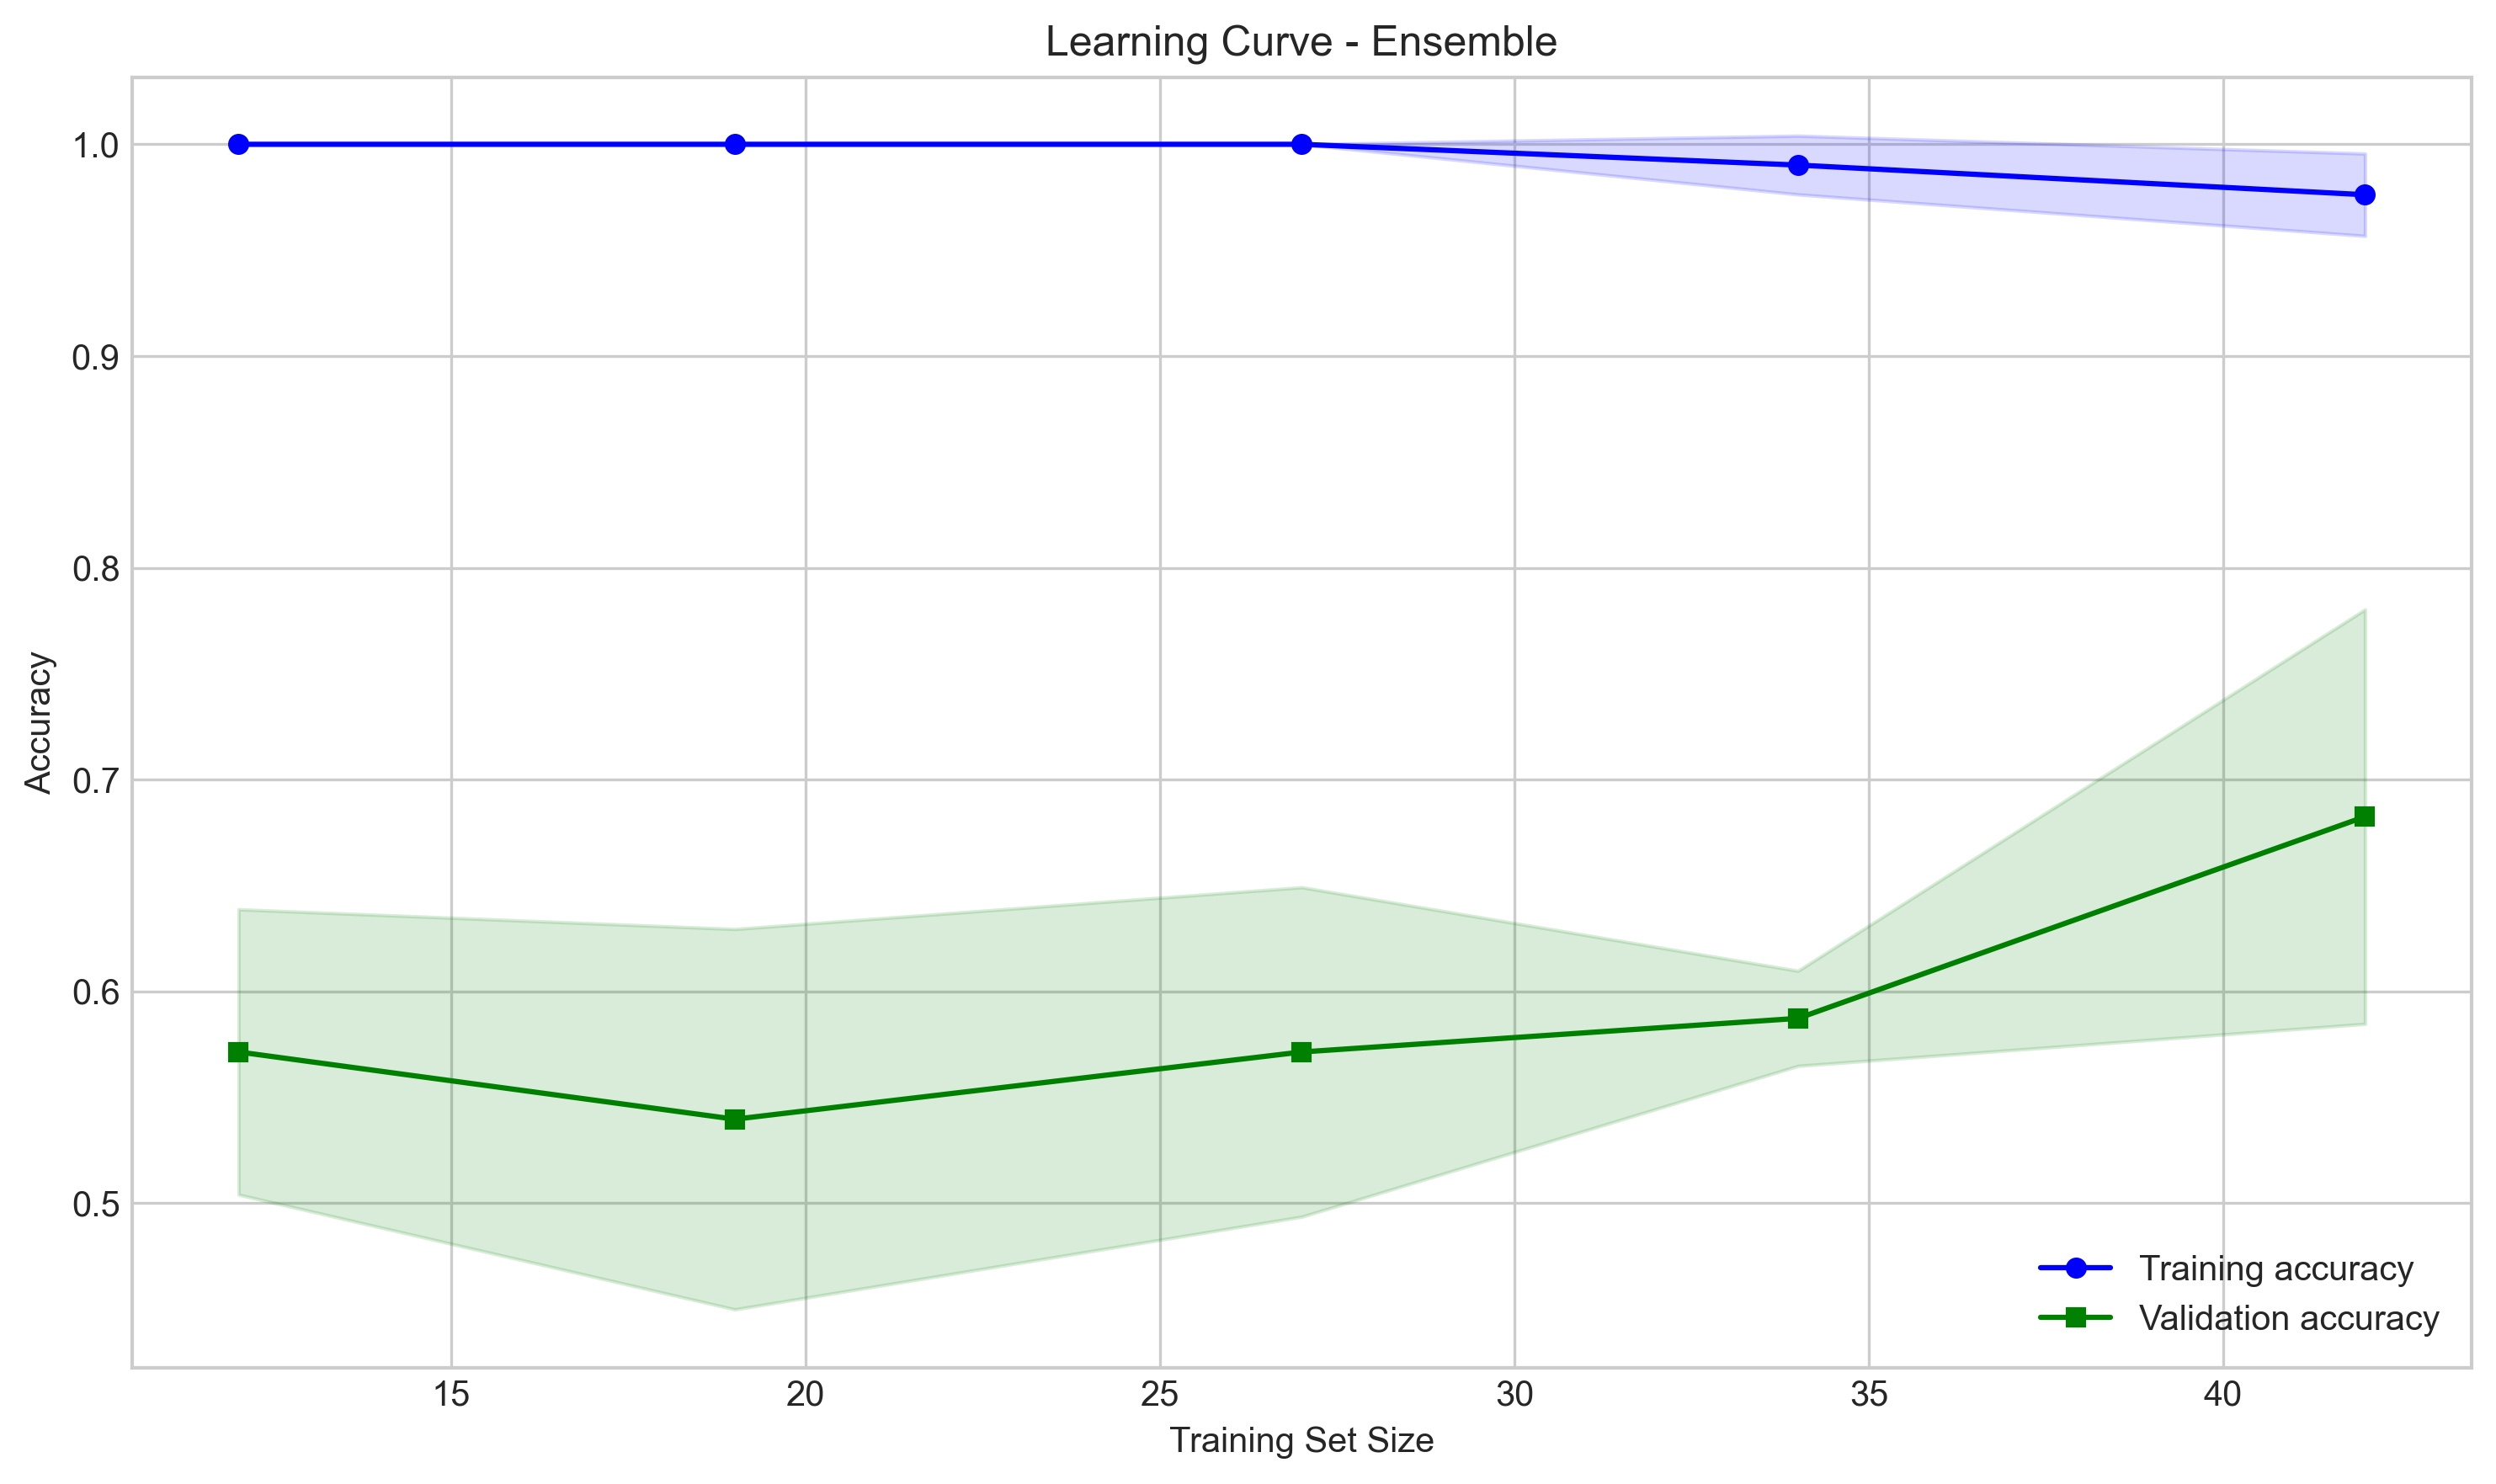 Learning Curve - Ensemble
1.0
0.9
0.8
0.7
0.6
0.5
Accuracy
15 20 25 30 35 40
Training Set Size
Training accuracy
Validation accuracy